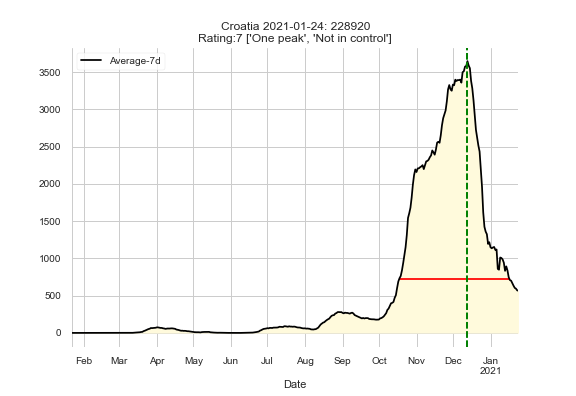 Croatia 2021-01-24: 228920
Rating:7 ['One peak', 'Not in control']
Average-7d
3500
3000
2500
2000
1500
1000
500
0
Feb Mar Apr May Jun Jul Aug Sep Oct Nov Dec Jan
2021
Date